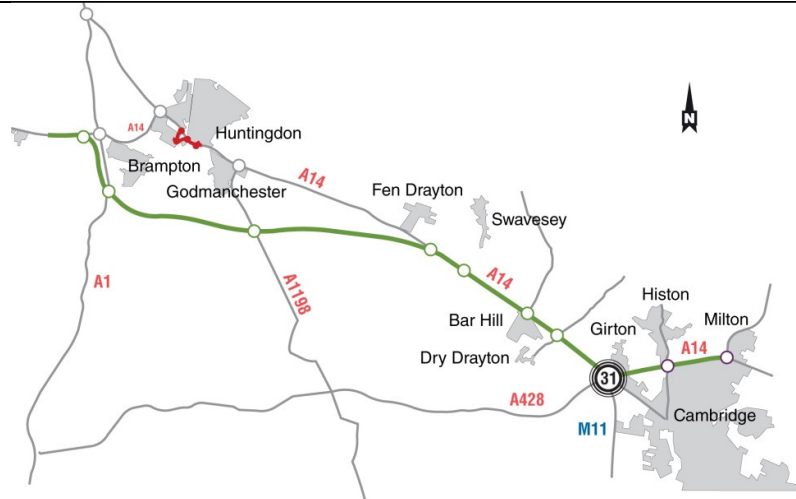 N
A14
Huntingdon
Brampton
Godmanchester
A14
Fen Drayton
Swavesey
A1
A1198
A14
Histon
Bar Hill
Girton
Milton
A14
Dry Drayton
31
A428
M11
Cambridge